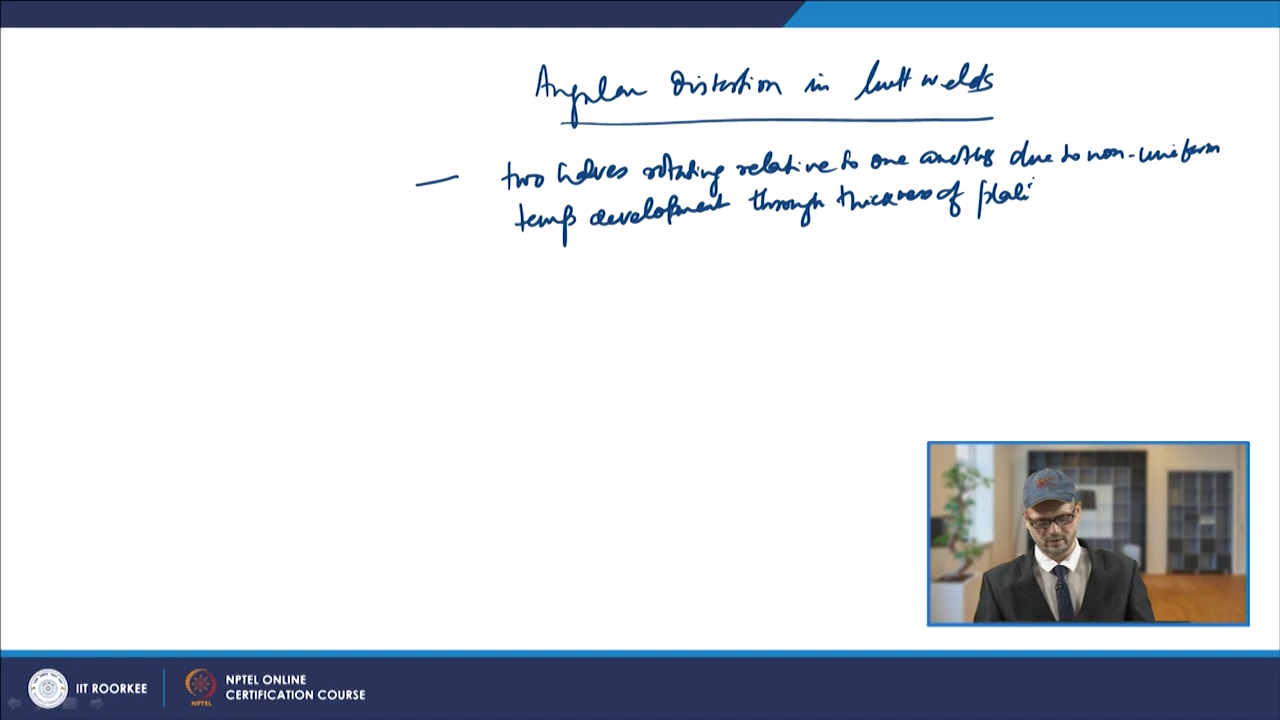 Angular Distortion in butt welds
— two halves rotating relative to one another due to non-uniform
temp development through thickness of plate
IIT ROORKEE
NPTEL ONLINE
CERTIFICATION COURSE
NPTEL